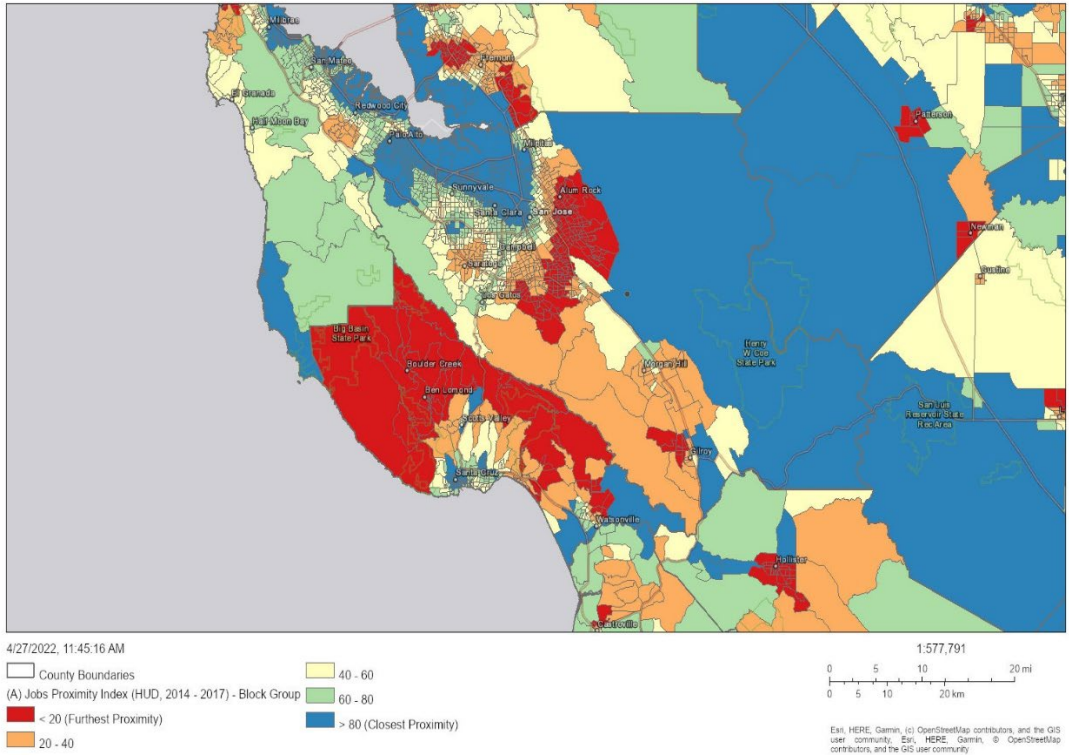 Millbrae
San Mateo
Fremont
El Granada
Redwood City
Half Moon Bay
Palo Alto
Milpitas
Patterson
Sunnyvale
Alum Rock
Santa Clara
San Jose
Newman
Campbell
Saratoga
Gustine
Los Gatos
Big Basin
State Park
Henry
W Coe
State Park
Boulder Creek
Morgan Hill
Ben Lomond
San Luis
Reservoir State
Rec Area
Scotts Valley
Gilroy
Santa Cruz
Watsonville
Hollister
Castroville
4/27/2022, 11:45:16 AM
County Boundaries
(A) Jobs Proximity Index (HUD, 2014 - 2017) - Block Group
< 20 (Furthest Proximity)
20 - 40
40 - 60
60 - 80
> 80 (Closest Proximity)
1:577,791
0 5 10 20 mi
0 5 10 20 km
Esri, HERE, Garmin, (c) OpenStreetMap contributors, and the GIS
user community, Esri, HERE, Garmin, © OpenStreetMap
contributors, and the GIS user community